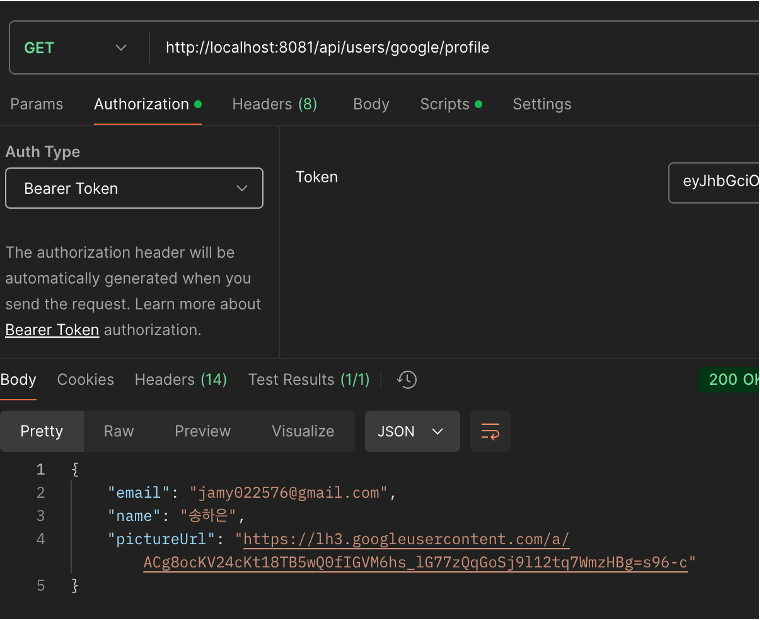 GET http://localhost:8081/api/users/google/profile
Params Authorization Headers (8) Body Scripts Settings
Auth Type
Bearer Token
Token
eyJhbGciO
The authorization header will be
automatically generated when you
send the request. Learn more about
Bearer Token authorization.
Body Cookies Headers (14) Test Results (1/1) 200 OK
Pretty Raw Preview Visualize JSON
1 {
2 "email": "jamy022576@gmail.com",
3 "name": "송하은",
4 "pictureUrl": "https://lh3.googleusercontent.com/a/
ACg8ocKV24cKt18TB5wQ0fIGVM6hs_lG77zQqGoSj9l12tq7WmzHBg=s96-c"
5 }